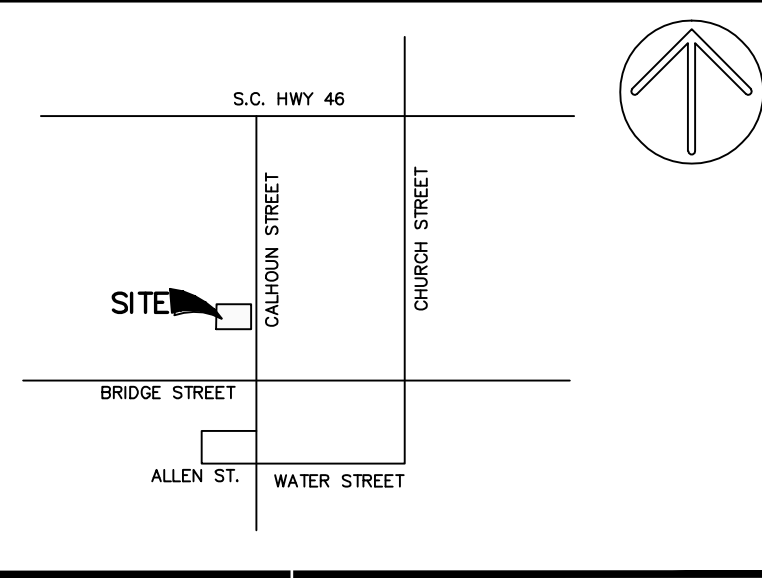 S.C. HWY 46
CALHOUN STREET
CHURCH STREET
SITE
BRIDGE STREET
ALLEN ST.
WATER STREET